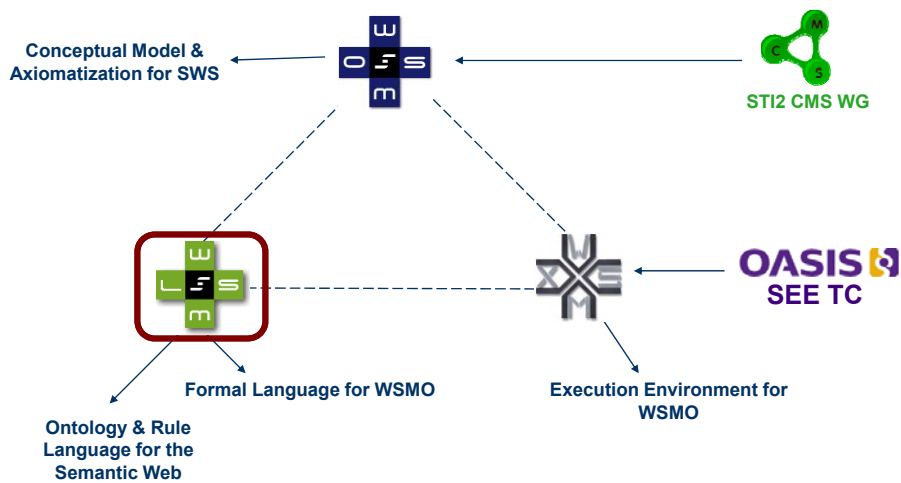 W
O S S
M
Conceptual Model &
Axiomatization for SWS
M
C
S
STI2 CMS WG
W
L S S
M
W
X S
M
OASIS
SEE TC
Formal Language for WSMO
Execution Environment for
WSMO
Ontology & Rule
Language for the
Semantic Web